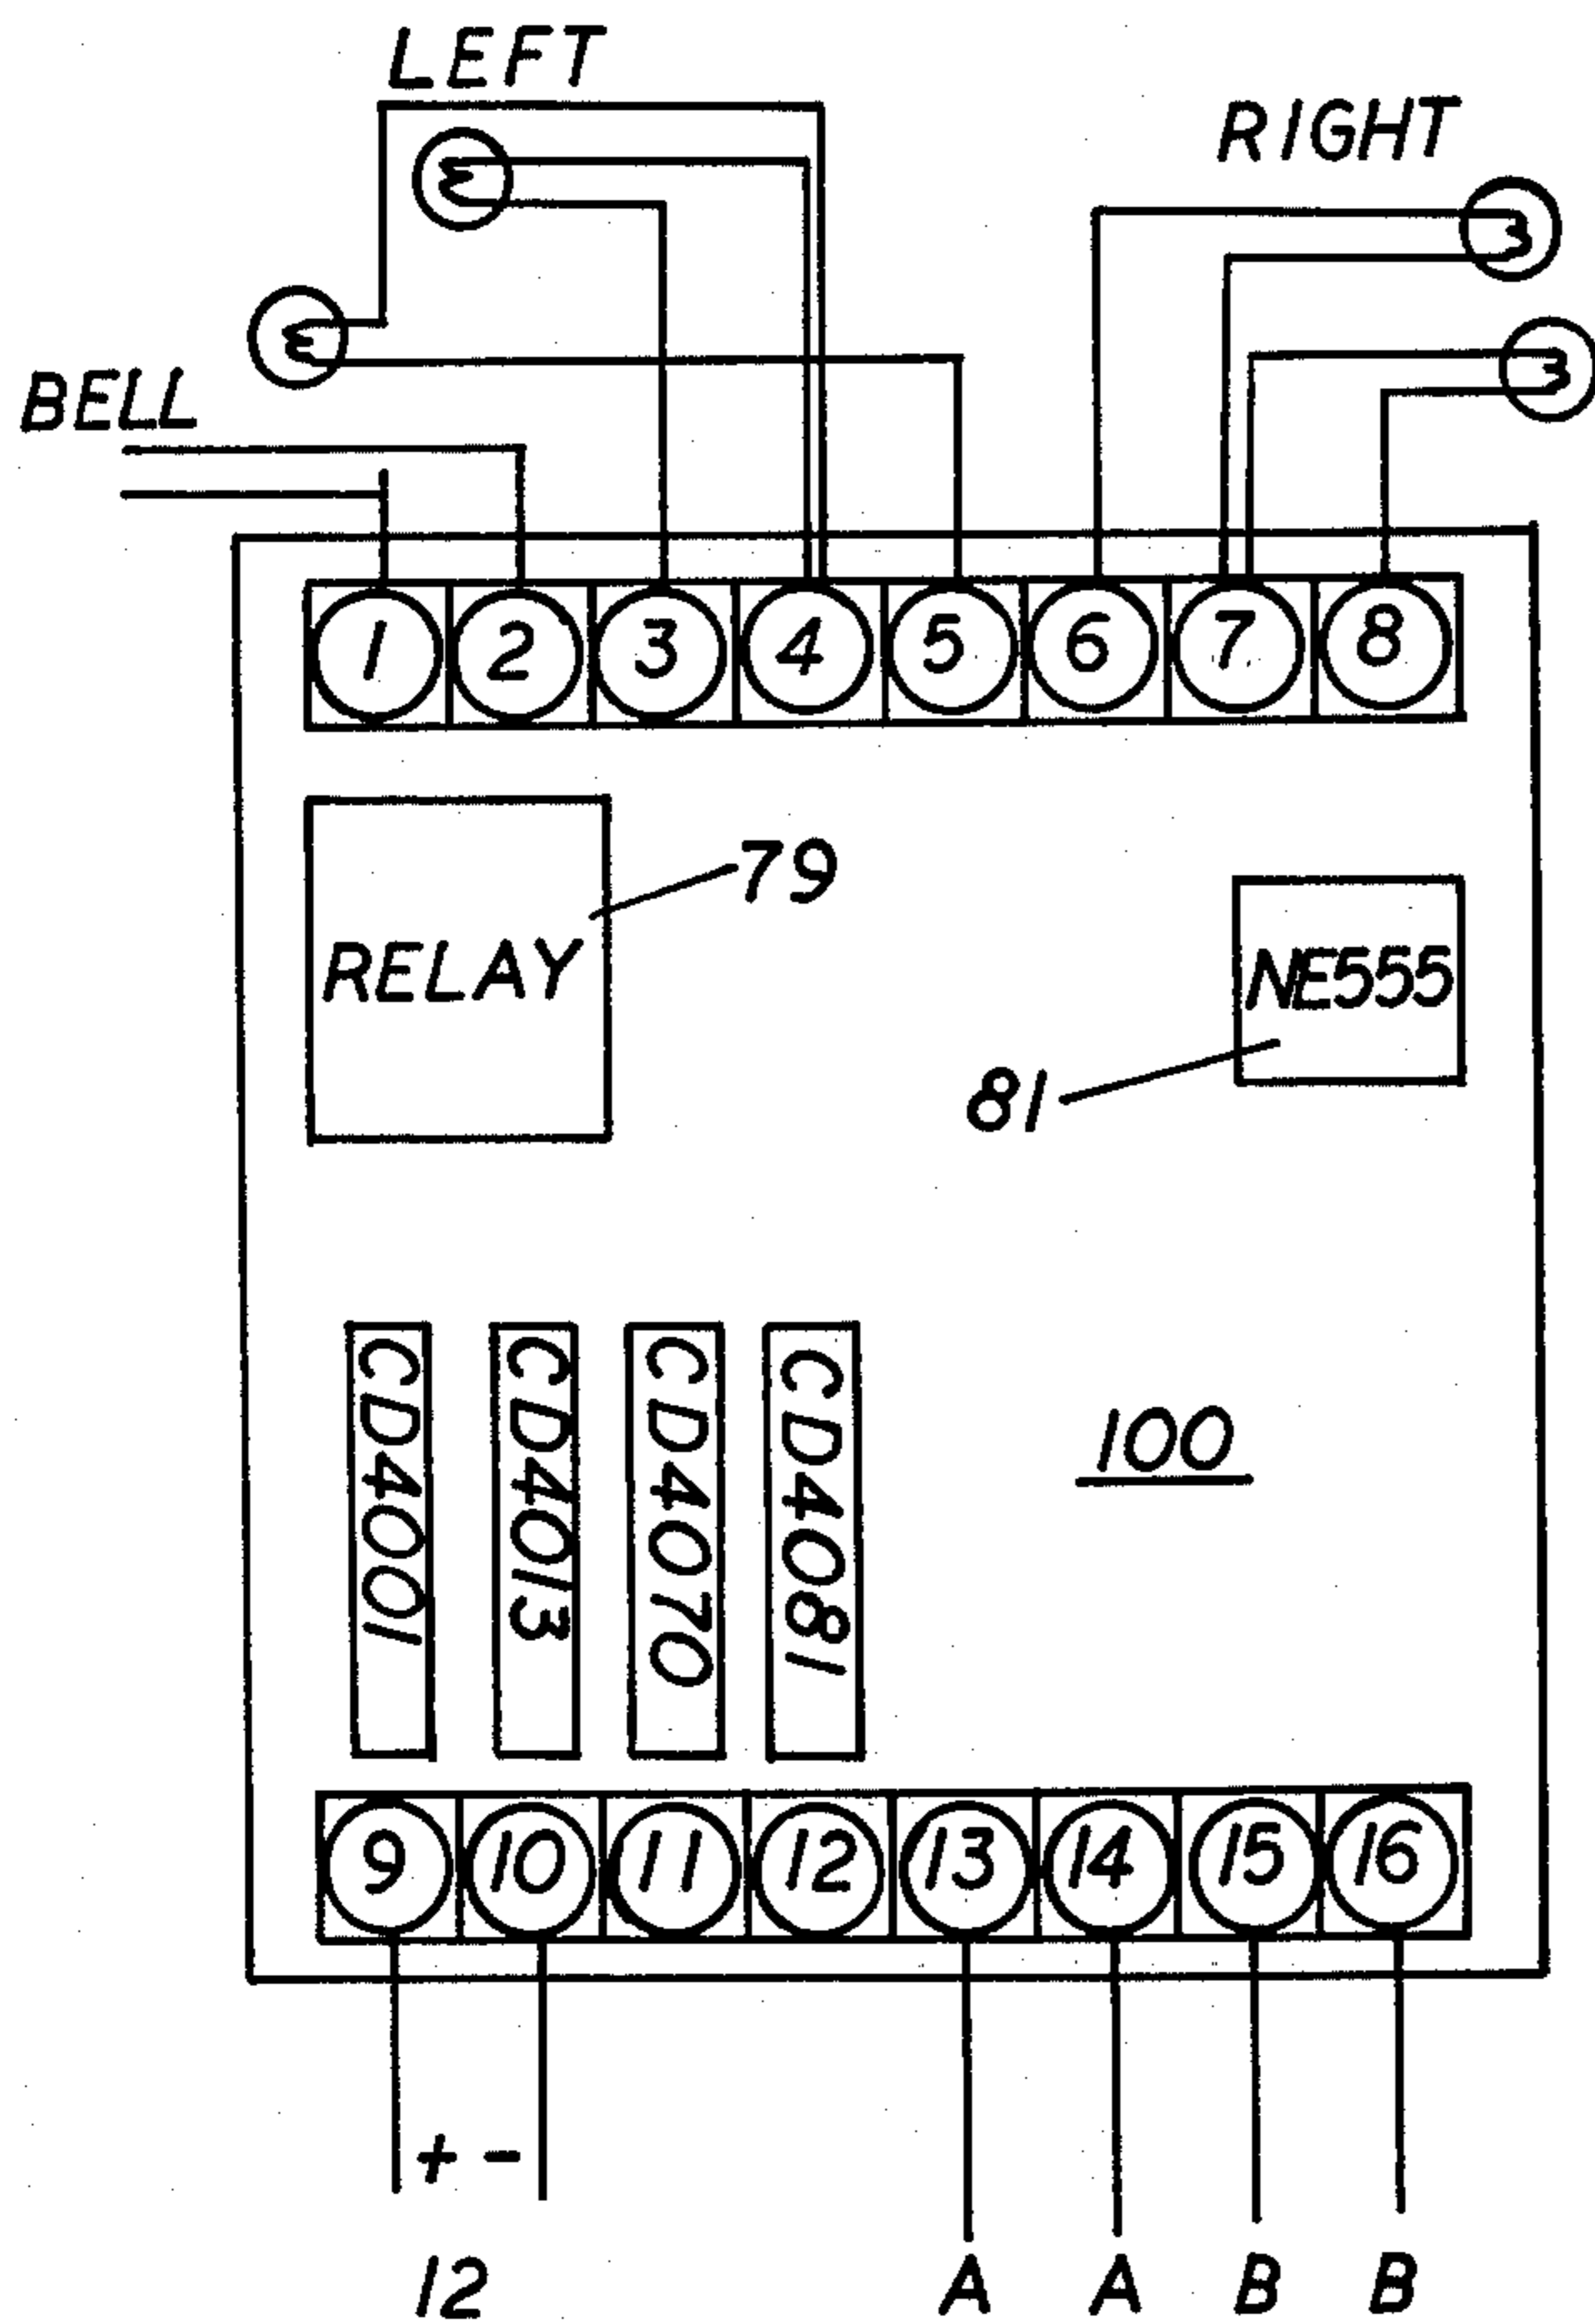 LEFT
RIGHT
BELL
1 2 3 4 5 6 7 8
79
RELAY
NE555
81
CD4001
CD4013
CD4070
CD4081
100
9 10 11 12 13 14 15 16
+ -
12 A A B B